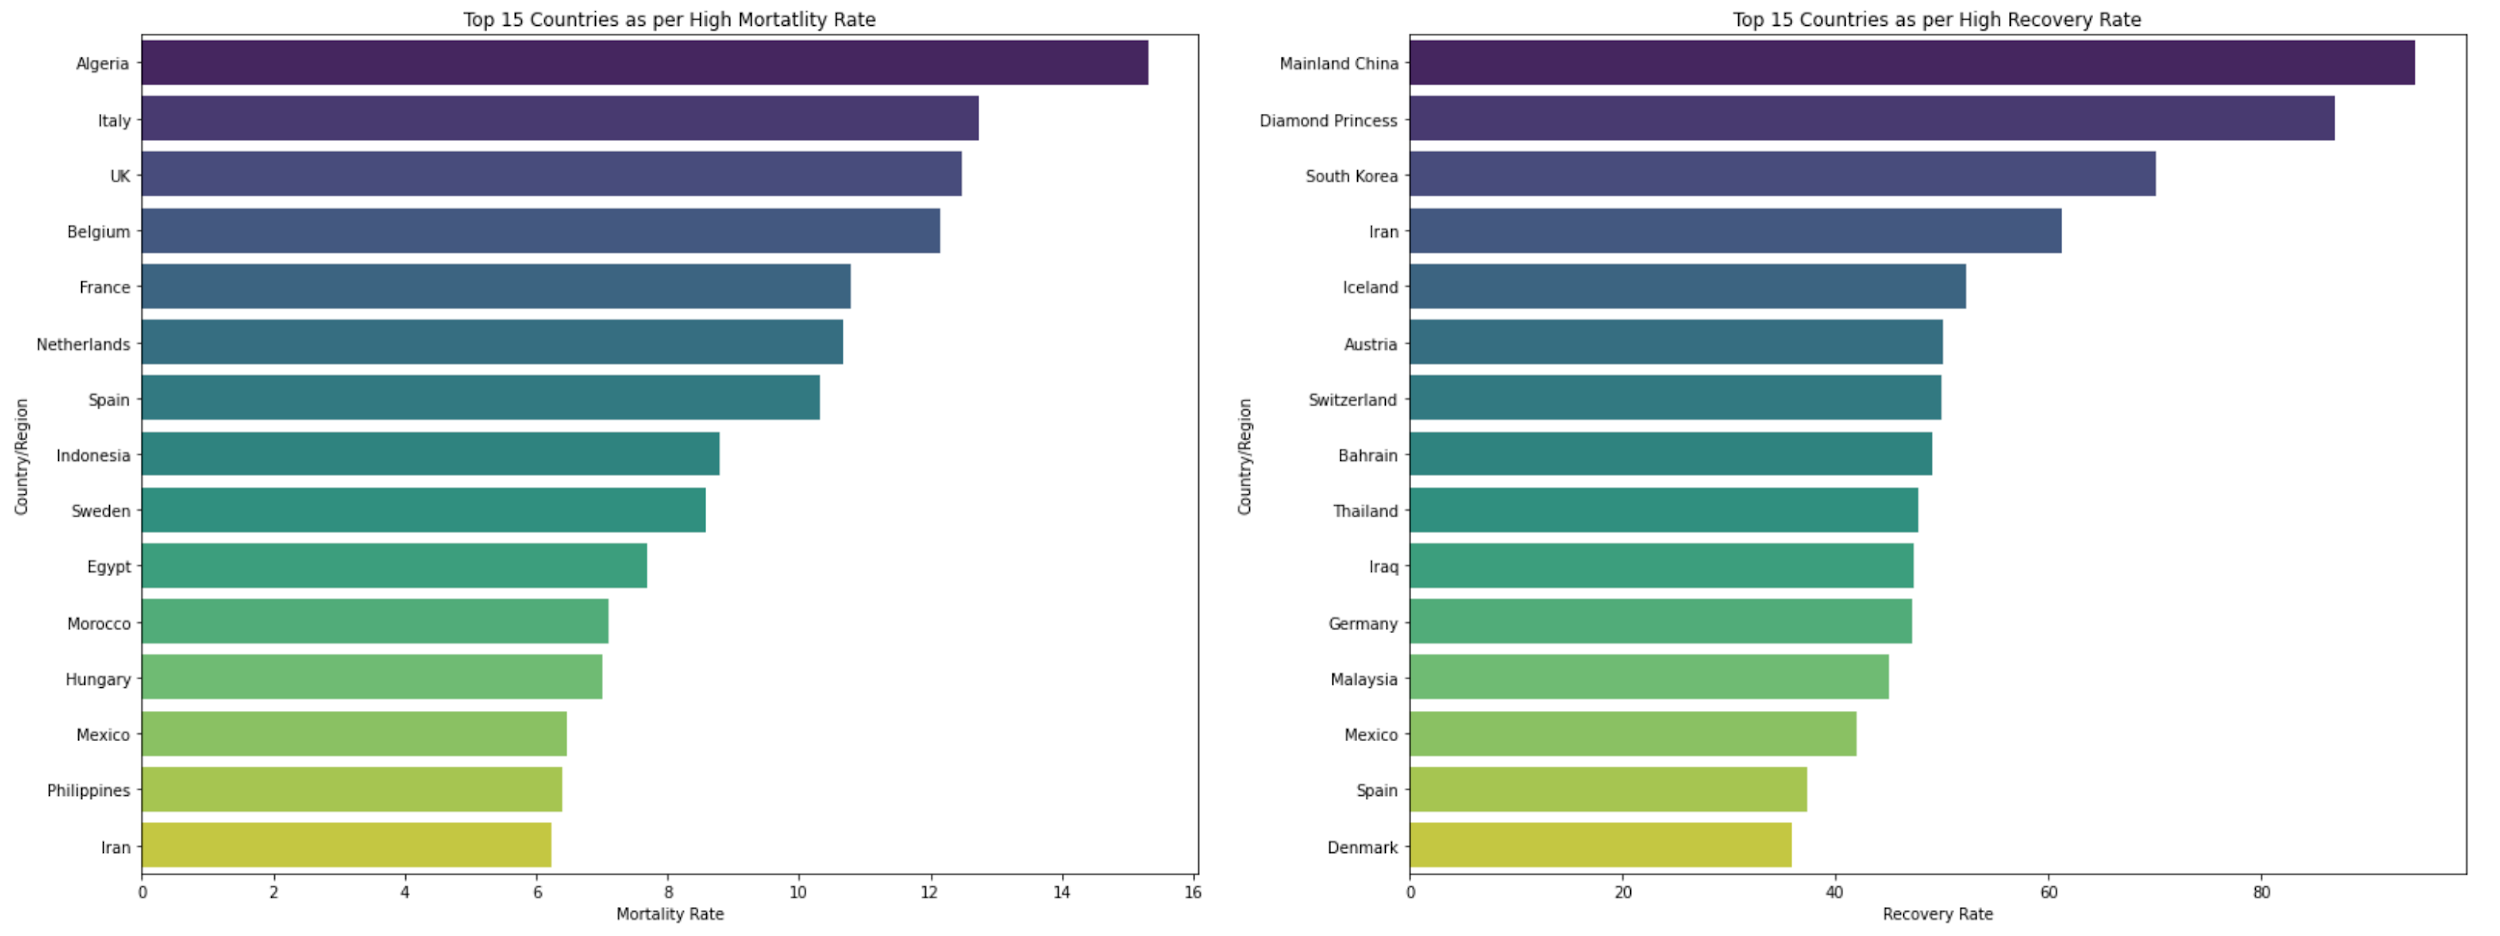 Top 15 Countries as per High Mortatlity Rate
Algeria
Italy
UK
Belgium
France
Netherlands
Spain
Indonesia
Sweden
Egypt
Morocco
Hungary
Mexico
Philippines
Iran
Country/Region
0 2 4 6 8 10 12 14 16
Mortality Rate
Top 15 Countries as per High Recovery Rate
Mainland China
Diamond Princess
South Korea
Iran
Iceland
Austria
Switzerland
Bahrain
Thailand
Iraq
Germany
Malaysia
Mexico
Spain
Denmark
Country/Region
0 20 40 60 80
Recovery Rate